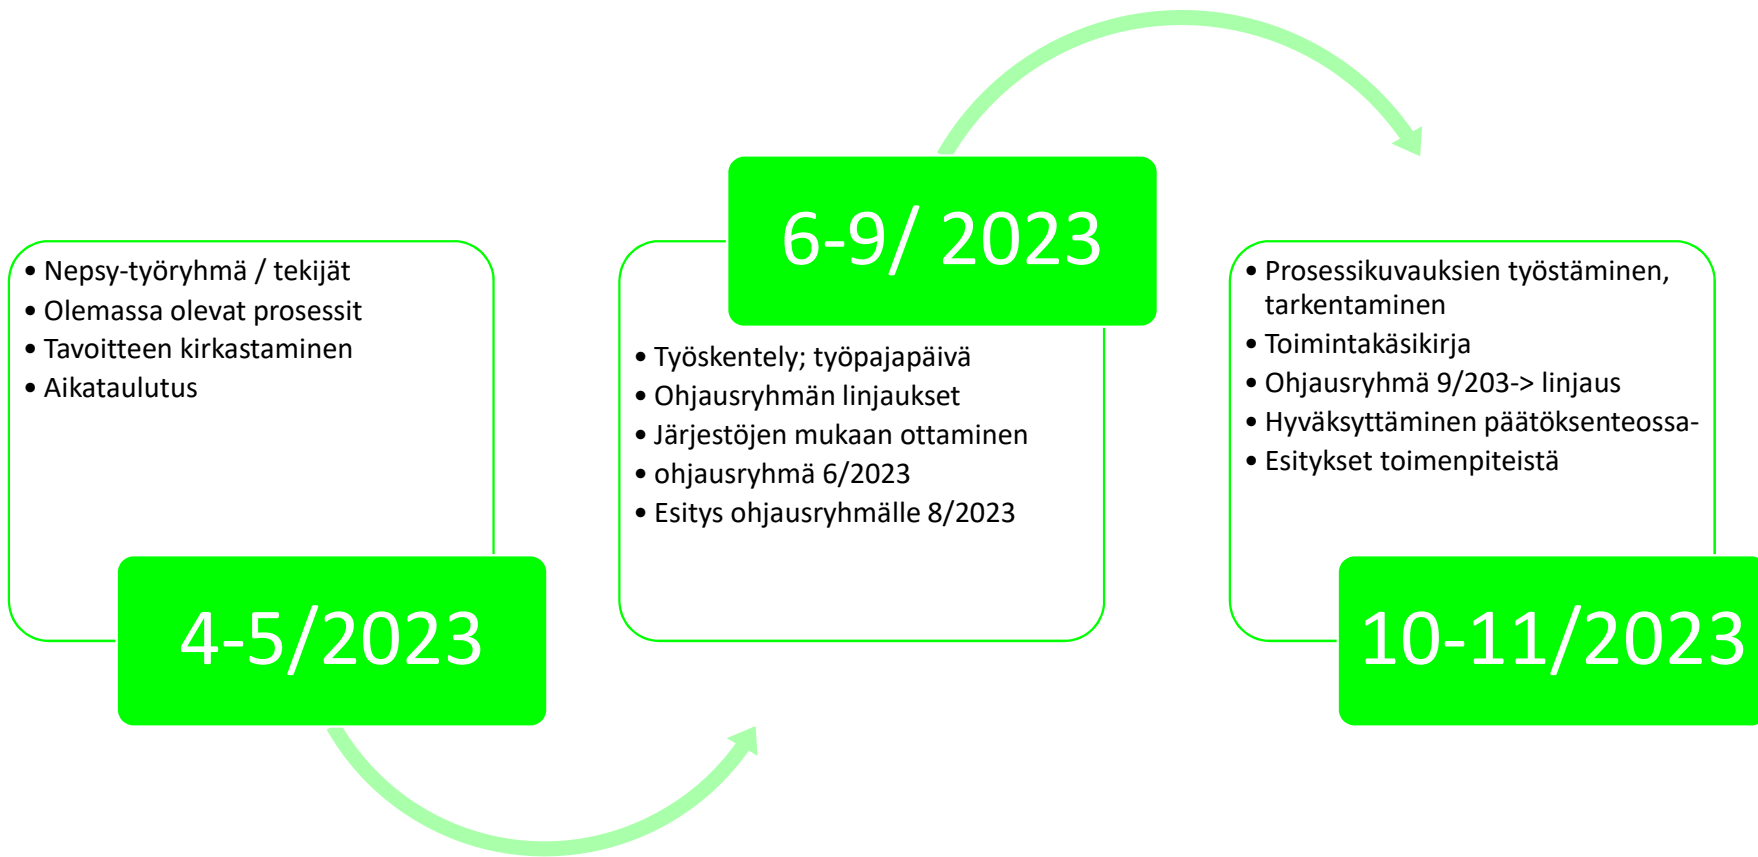 • Nepsy-työryhmä / tekijät
• Olemassa olevat prosessit
• Tavoitteen kirkastaminen
• Aikataulutus
4-5/2023
6-9/ 2023
• Työskentely; työpajapäivä
• Ohjausryhmän linjaukset
• Järjestöjen mukaan ottaminen
• ohjausryhmä 6/2023
• Esitys ohjausryhmälle 8/2023
• Prosessikuvauksien työstäminen,
tarkentaminen
• Toimintakäsikirja
• Ohjausryhmä 9/203-> linjaus
• Hyväksyttäminen päätöksenteossa-
• Esitykset toimenpiteistä
10-11/2023